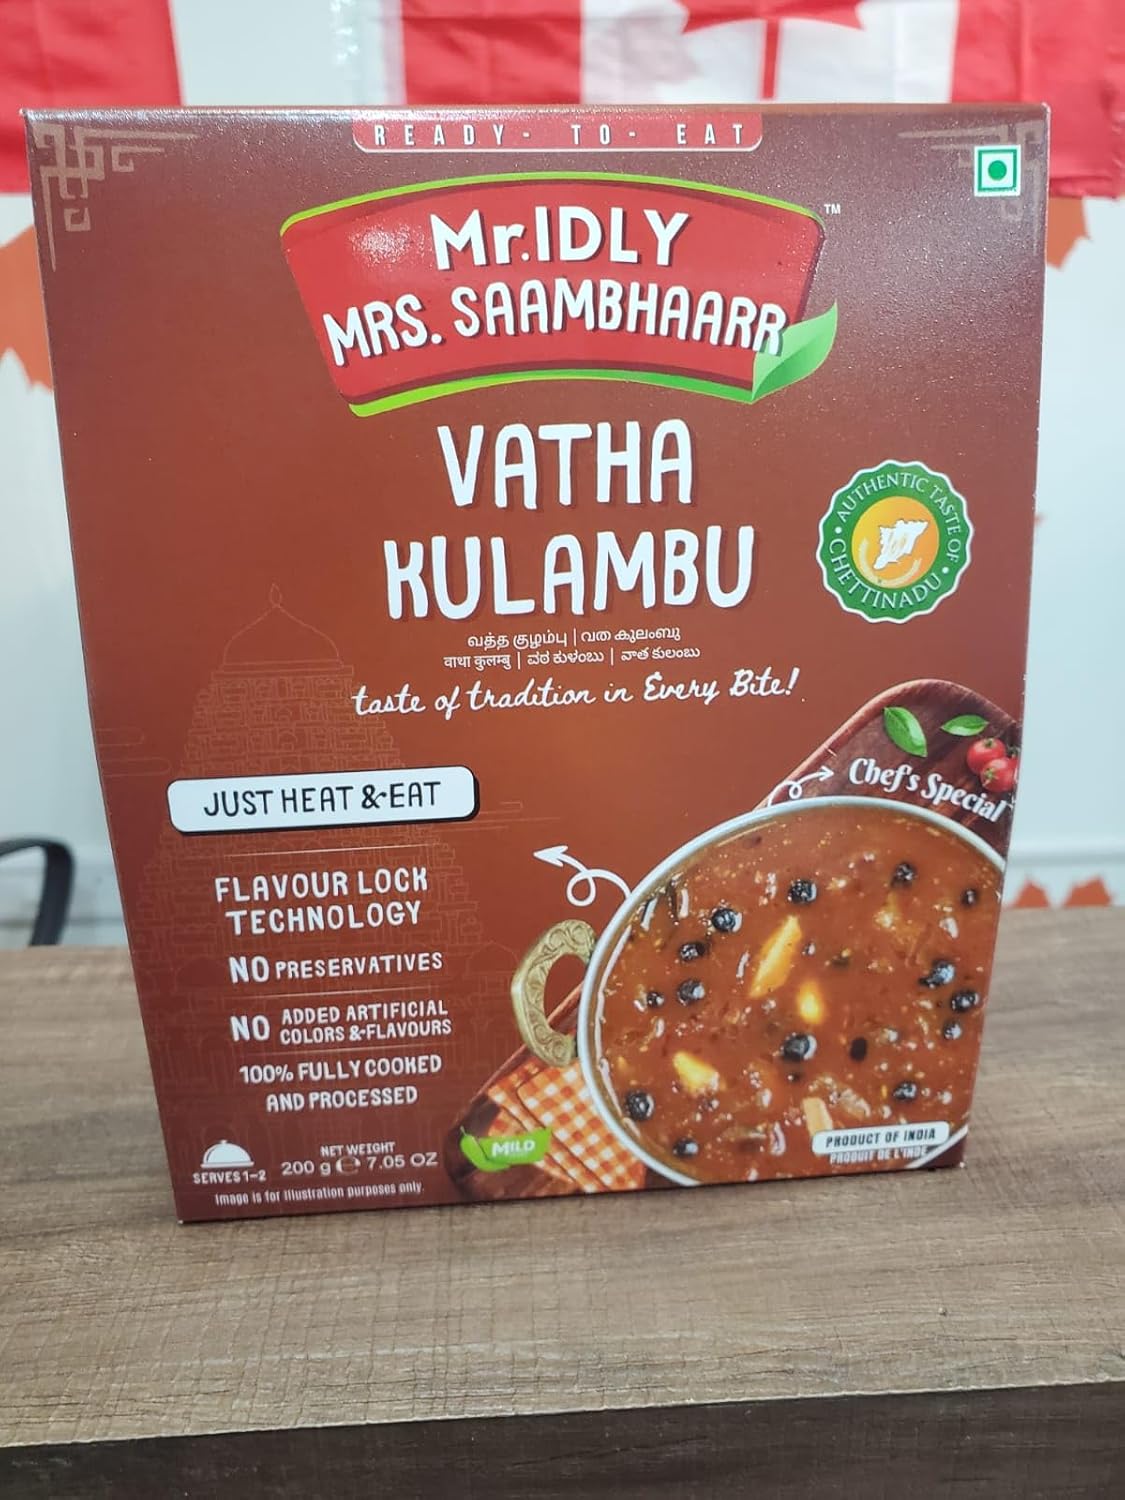 READY - TO - EAT
Mr.IDLY
MRS. SAAMBHAARR
TM
VATHA
KULAMBU
வத்த குழம்பு | വത കുലംബു
वाथा कुलम्बु | ವಠ ಕುಳಂಬು | వాత కులంబు
taste of tradition in Every Bite!
AUTHENTIC TASTE OF
• CHETTINADU •
JUST HEAT & EAT
Chef's Special
FLAVOUR LOCK
TECHNOLOGY
NO PRESERVATIVES
NO ADDED ARTIFICIAL
COLORS & FLAVOURS
100% FULLY COOKED
AND PROCESSED
SERVES 1-2
NET WEIGHT
200 g e 7.05 OZ
MILD
PRODUCT OF INDIA
PRODUIT DE L'INDE
Image is for illustration purposes only.